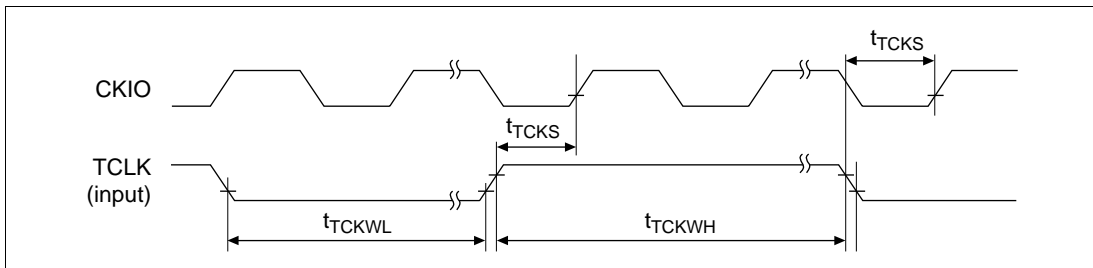 tTCKS
CKIO
tTCKS
TCLK
(input)
tTCKWL
tTCKWH